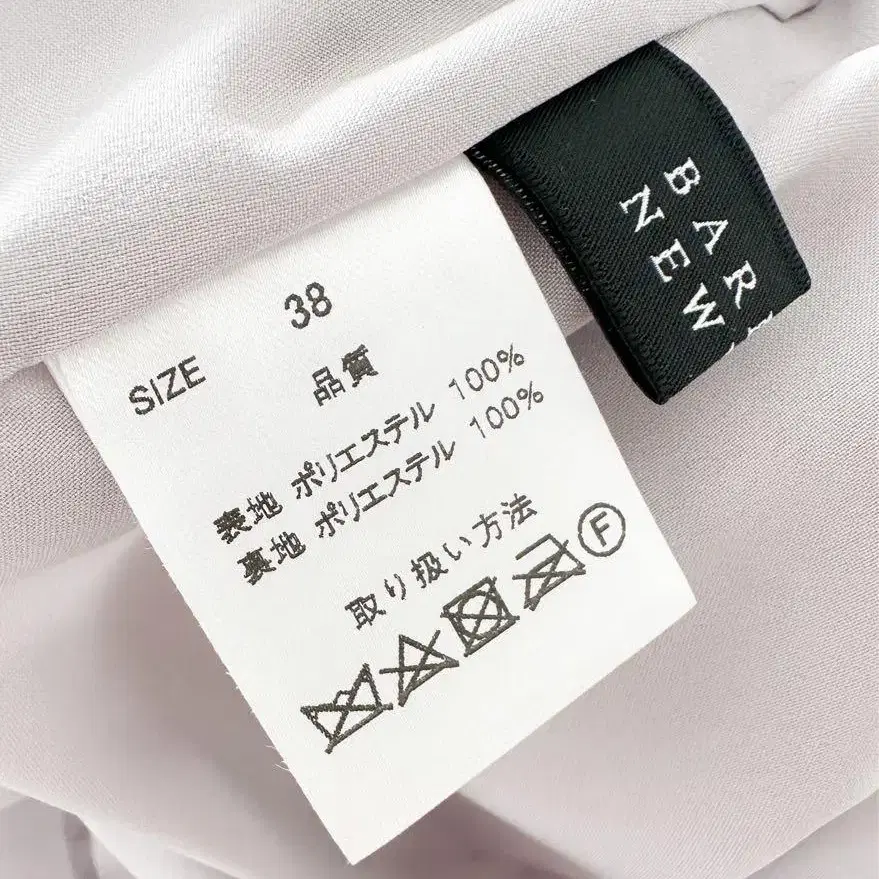 SIZE 38
品質
表地 ポリエステル 100%
裏地 ポリエステル 100%
取り扱い方法
F
NEW